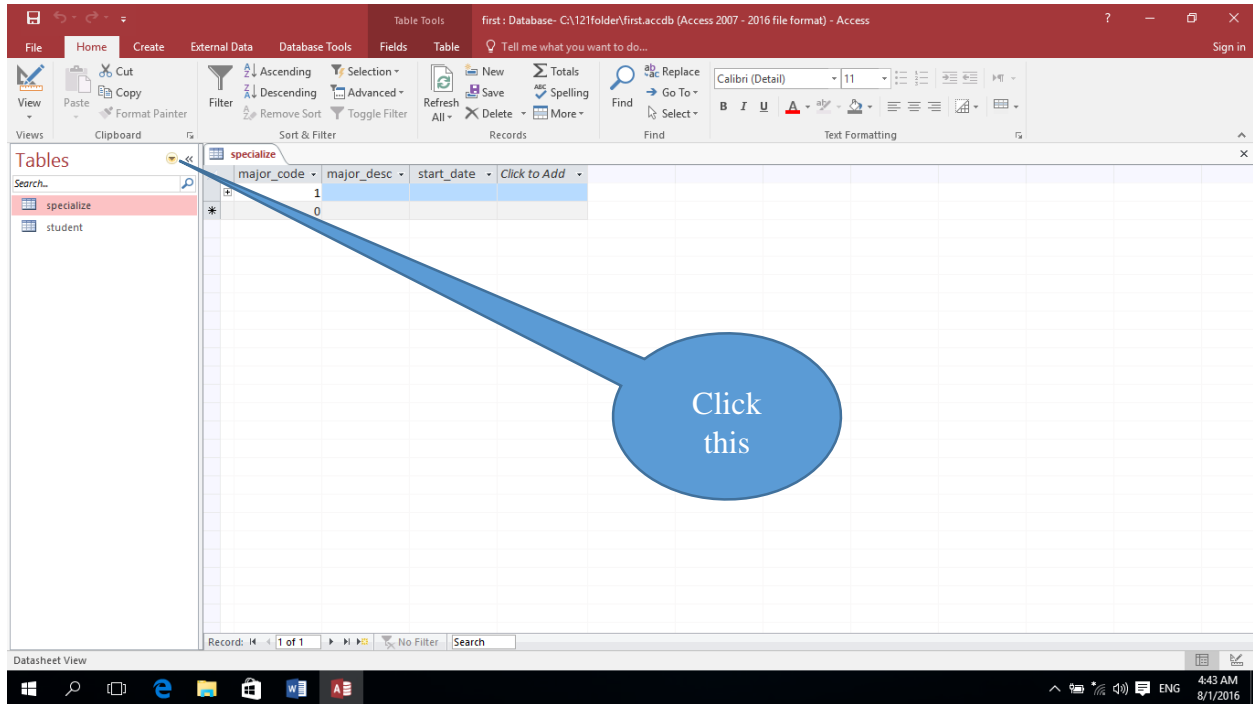 Table Tools first : Database- C:\121folder\first.accdb (Access 2007 - 2016 file format) - Access ?
File Home Create External Data Database Tools Fields Table Tell me what you want to do... Sign in
View
Views
Paste
Cut
Copy
Format Painter
Clipboard
Filter
Ascending
Descending
Remove Sort
Selection
Advanced
Toggle Filter
Sort & Filter
Refresh
All
New
Save
Delete
Totals
Spelling
More
Records
Find
Replace
Go To
Select
Find
Calibri (Detail) 11
B I U A
Text Formatting
Tables
Search..
specialize
student
specialize
major_code major_desc start_date Click to Add
1
0
Click
this
Record: 1 of 1 No Filter Search
Datasheet View
ENG
4:43 AM
8/1/2016